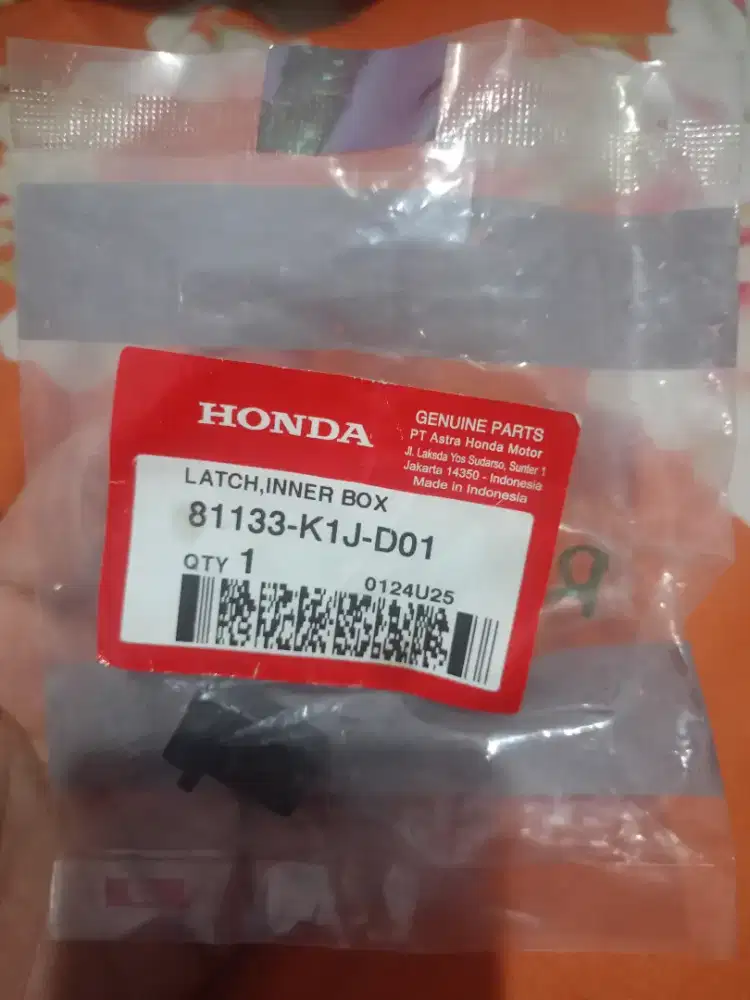 HONDA
GENUINE PARTS
PT Astra Honda Motor
Jl. Laksda Yos Sudarso, Sunter 1
Jakarta 14350 - Indonesia
Made in Indonesia
LATCH,INNER BOX
81133-K1J-D01
QTY 1
0124U25